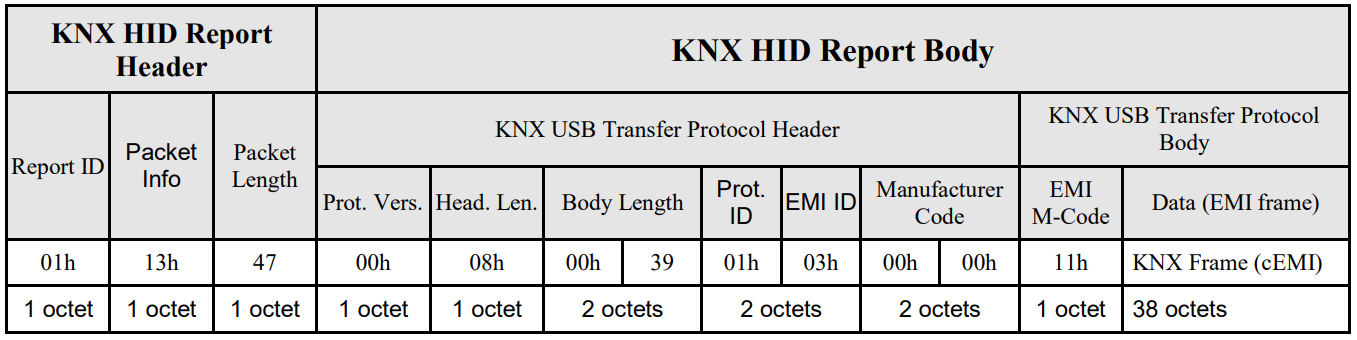 KNX HID Report
Header
KNX HID Report Body
Report ID
Packet
Info
Packet
Length
KNX USB Transfer Protocol Header
KNX USB Transfer Protocol
Body
Prot. Vers.
Head. Len.
Body Length
Prot.
ID
EMI ID
Manufacturer
Code
EMI
M-Code
Data (EMI frame)
01h 13h 47 00h 08h 00h 39 01h 03h 00h 00h 11h KNX Frame (cEMI)
1 octet 1 octet 1 octet 1 octet 1 octet 2 octets 2 octets 2 octets 1 octet 38 octets